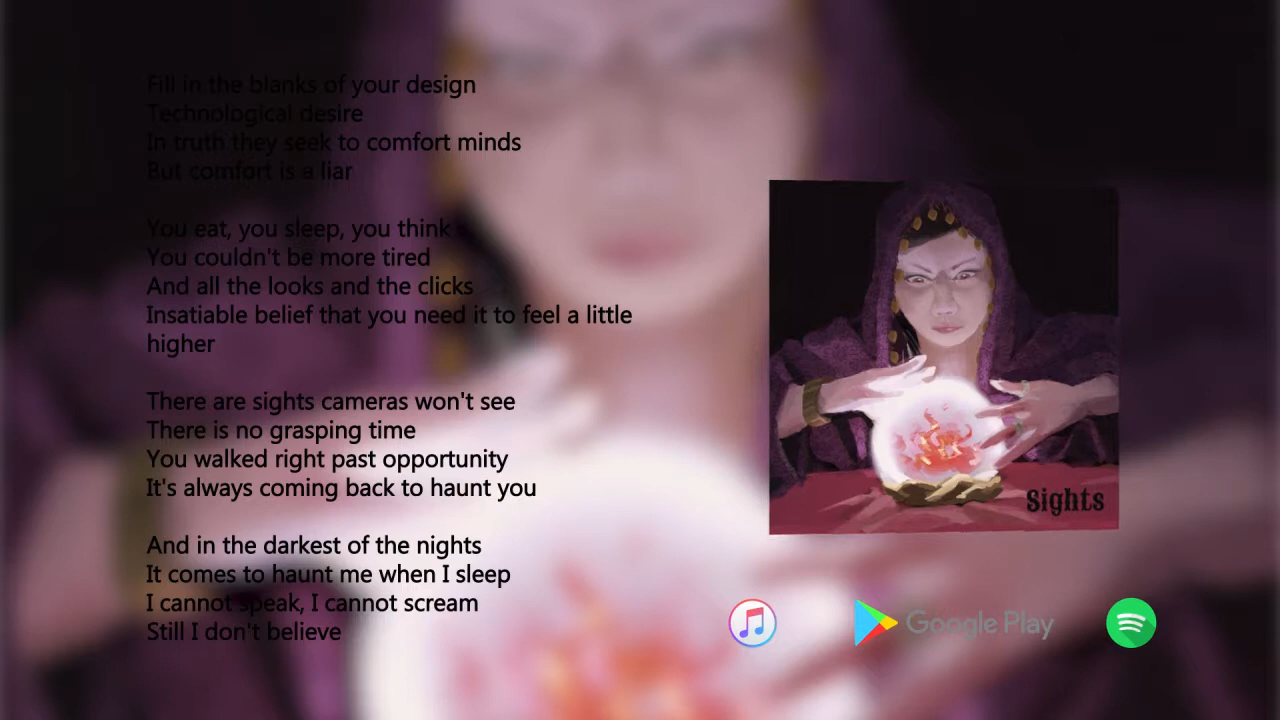 Fill in the blanks of your design
Technological desire
In truth they seek to comfort minds
But comfort is a liar
You eat, you sleep, you think
You couldn't be more tired
And all the looks and the clicks
Insatiable belief that you need it to feel a little
higher
There are sights cameras won't see
There is no grasping time
You walked right past opportunity
It's always coming back to haunt you
And in the darkest of the nights
It comes to haunt me when I sleep
I cannot speak, I cannot scream
Still I don't believe
Sights
Google Play